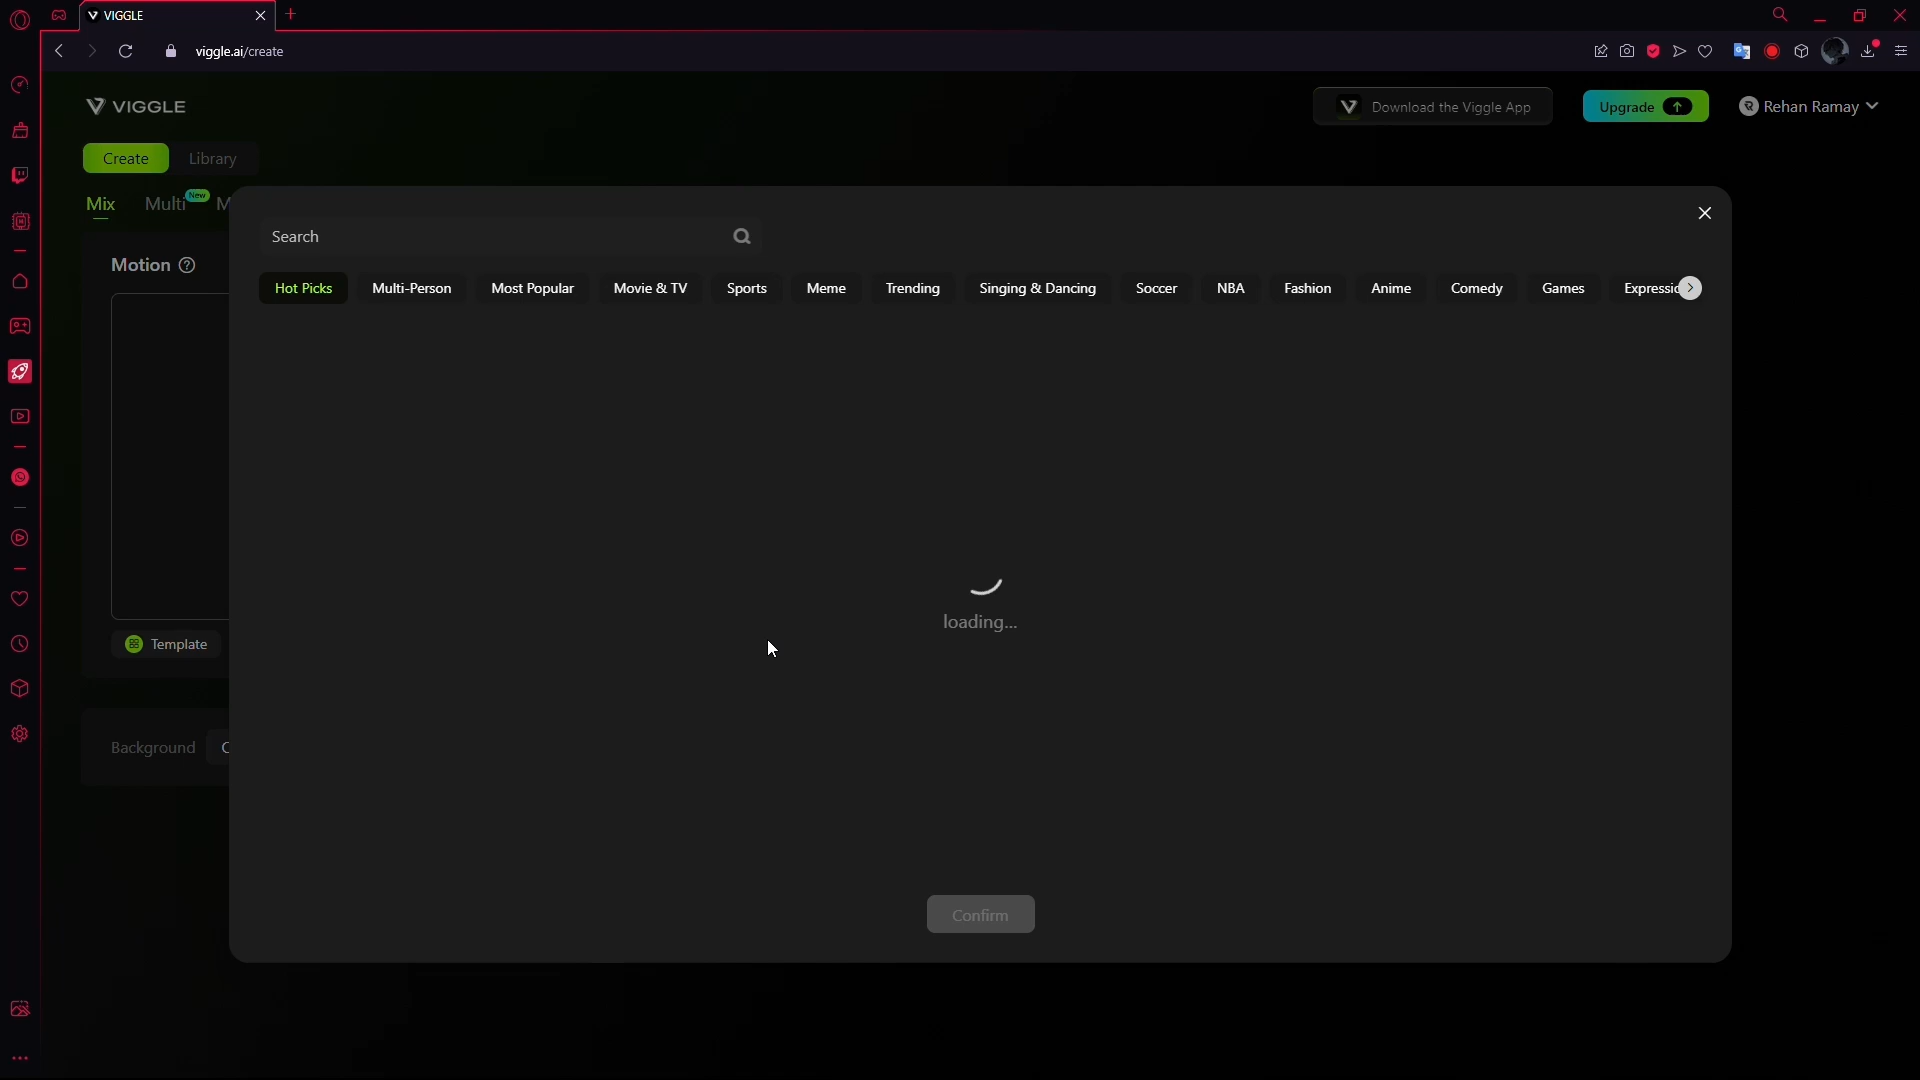 VIGGLE
viggle.ai/create
VIGGLE
Download the Viggle App
Upgrade
R Rehan Ramay
Create Library
Mix Multi New M
Search
Motion ?
Hot Picks Multi-Person Most Popular Movie & TV Sports Meme Trending Singing & Dancing Soccer NBA Fashion Anime Comedy Games Expressic
loading...
Template
Background C
Confirm